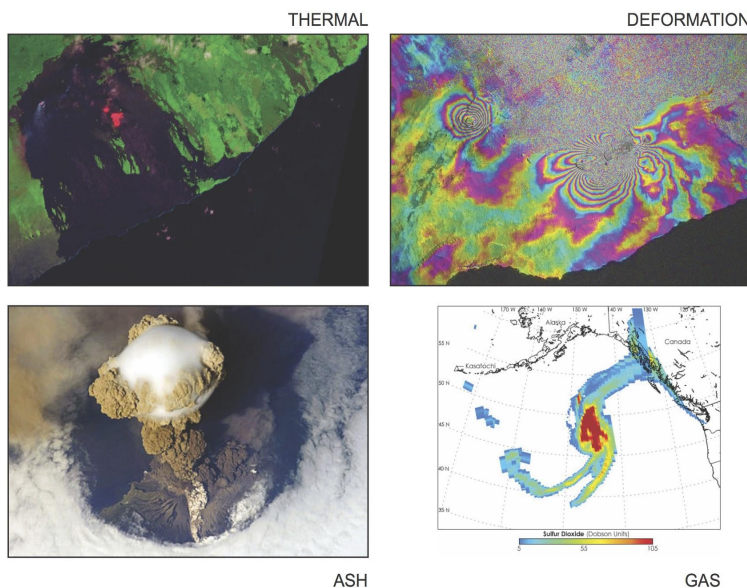 THERMAL
DEFORMATION
170 W 160 W 150 W 140 W 130 W 120 W
Alaska
Canada
55 N
Kasatochi
50 N
45 N
40 N
35 N
Sulfur Dioxide (Dobson Units)
5 55 105
ASH
GAS